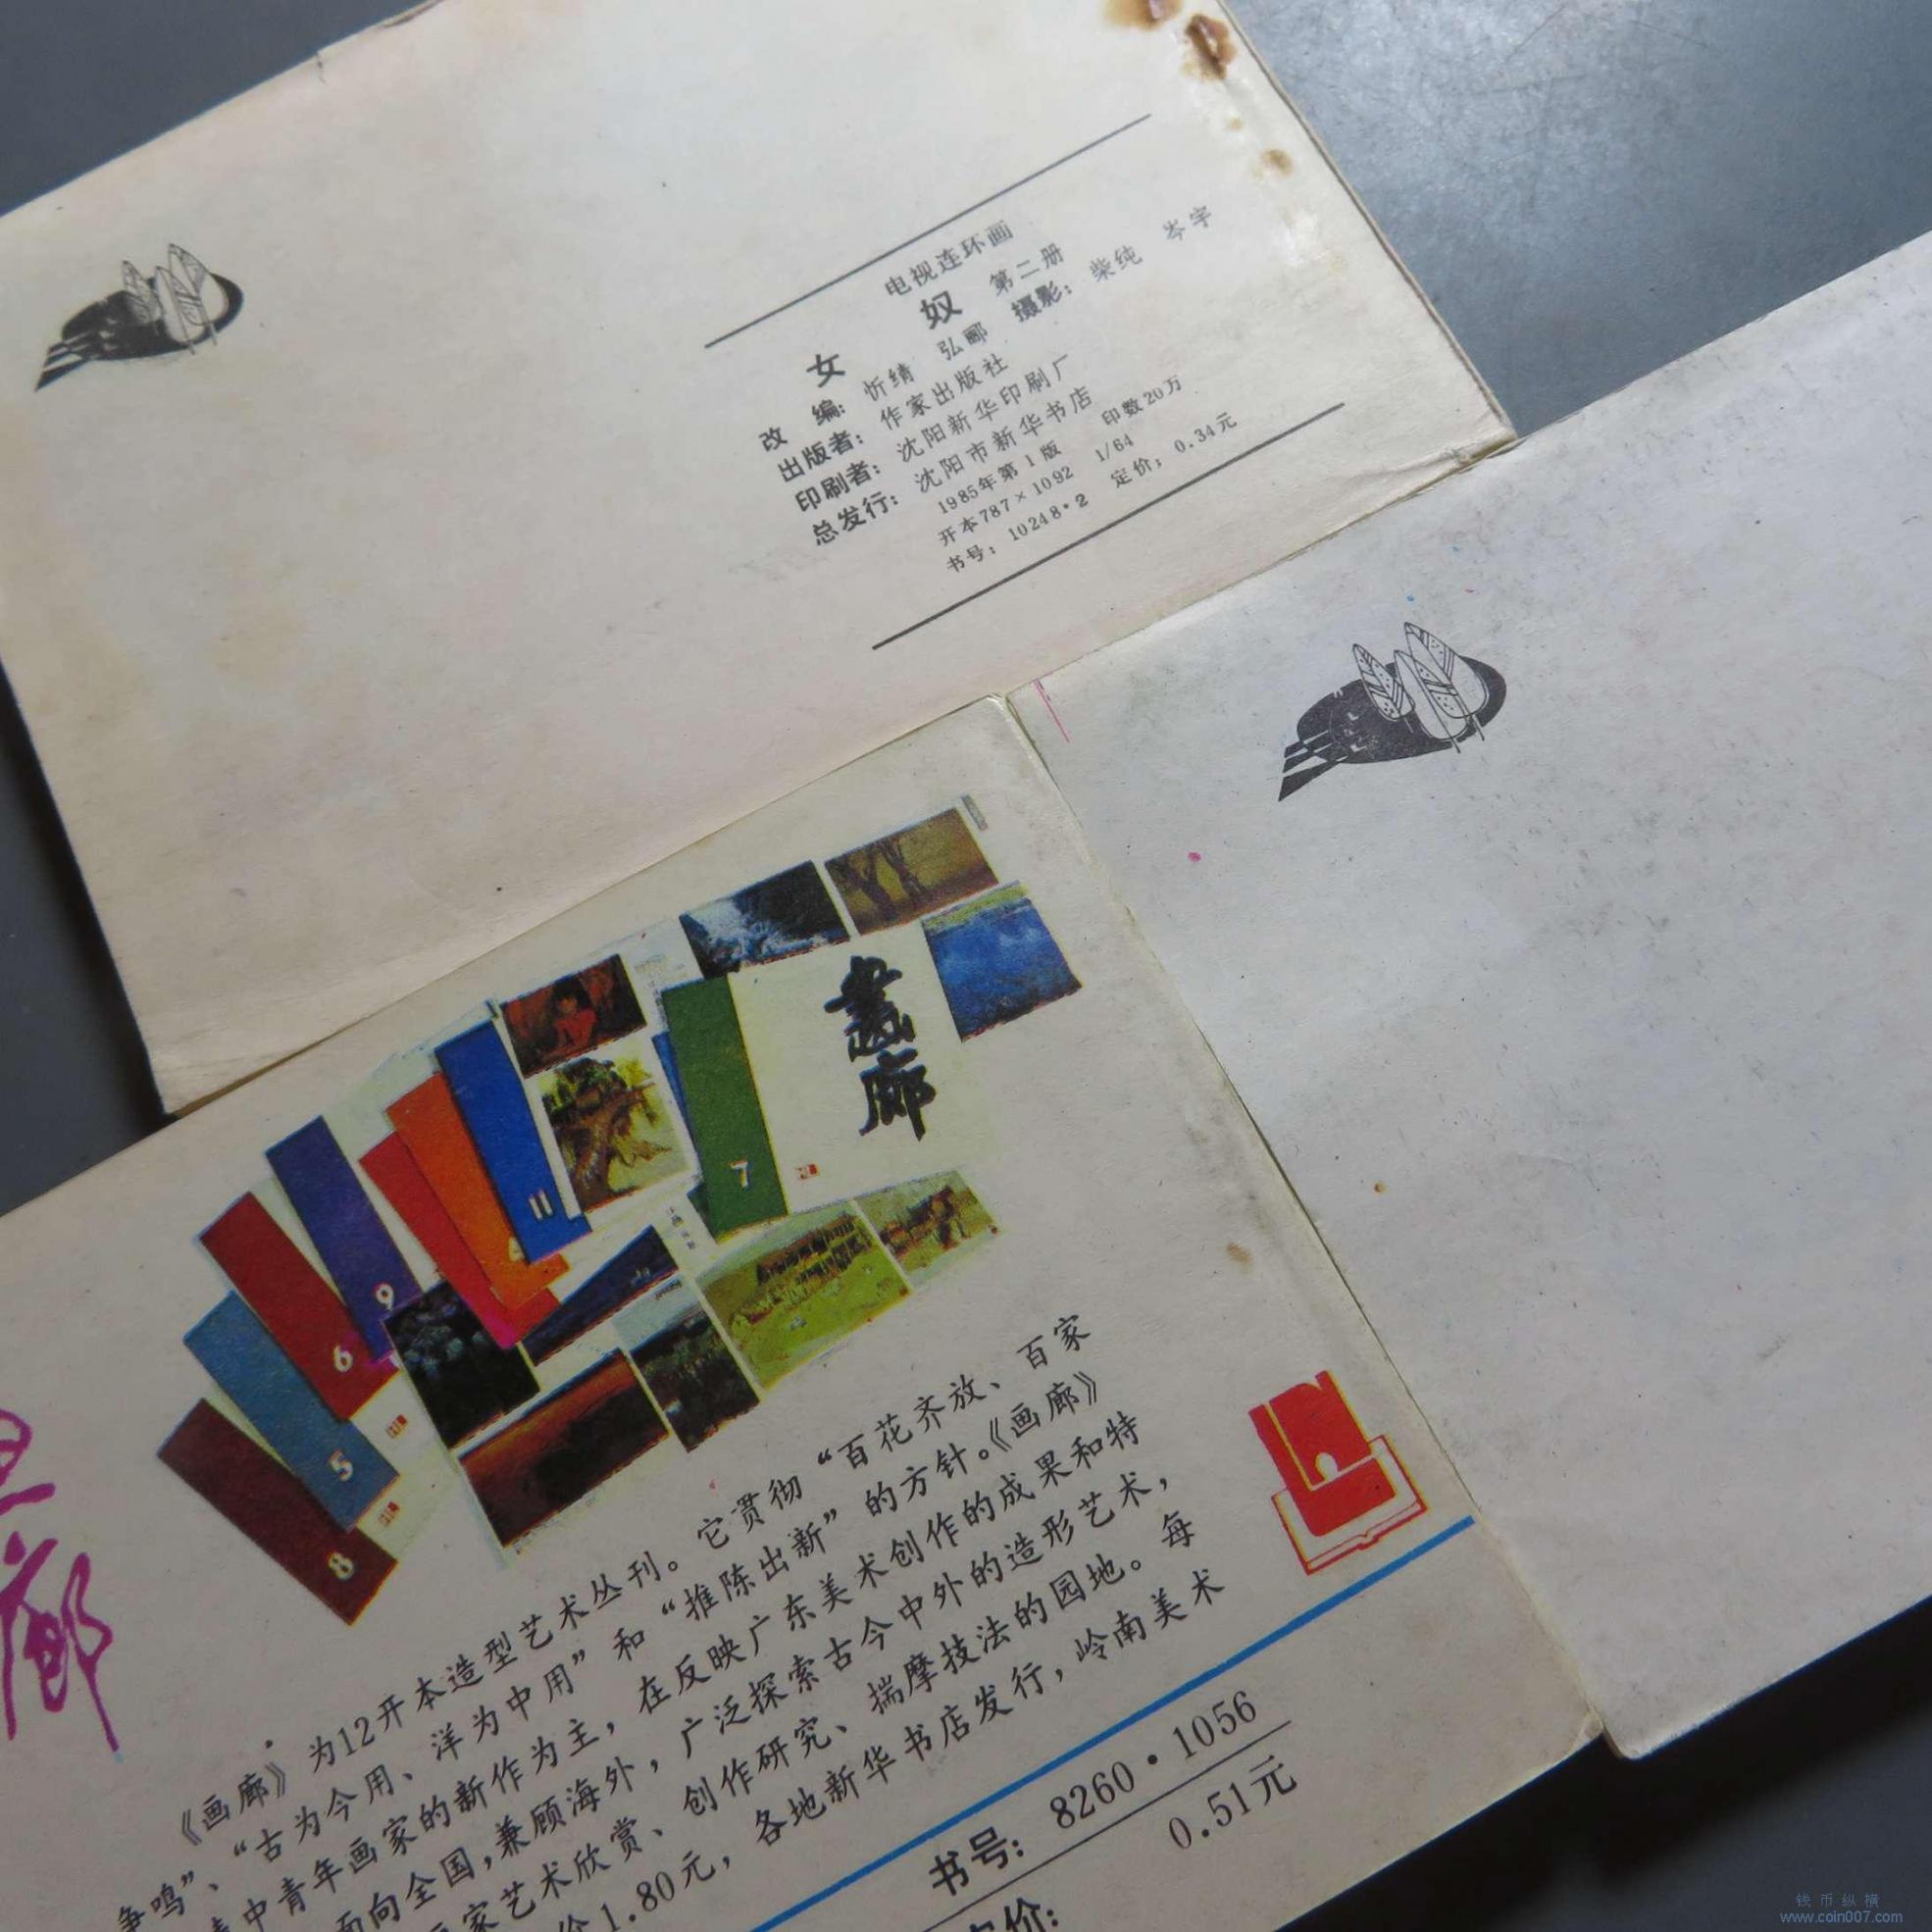 电视连环画
女 奴 第二册
改 编: 忻绩 弘郦 摄影: 柴纯 岑宇
出版者: 作家出版社
印刷者: 沈阳新华印刷厂
总发行: 沈阳市新华书店
1985年第1版 印数20万
开本787×1092 1/64
书号: 10248·2 定价: 0.34元
畫廊
7
11
9
6
5
8
廊
《画廊》为12开本造型艺术丛刊。它贯彻“百花齐放、百家
争鸣”、“古为今用、洋为中用”和“推陈出新”的方针。《画廊》
中青年画家的新作为主，在反映广东美术创作的成果和特
面向全国，兼顾海外，广泛探索古今中外的造形艺术，
家艺术欣赏、创作研究、揣摩技法的园地。每
价1.80元，各地新华书店发行，岭南美术
书号: 8260·1056
定价: 0.51元
钱币纵横
www.coin007.com